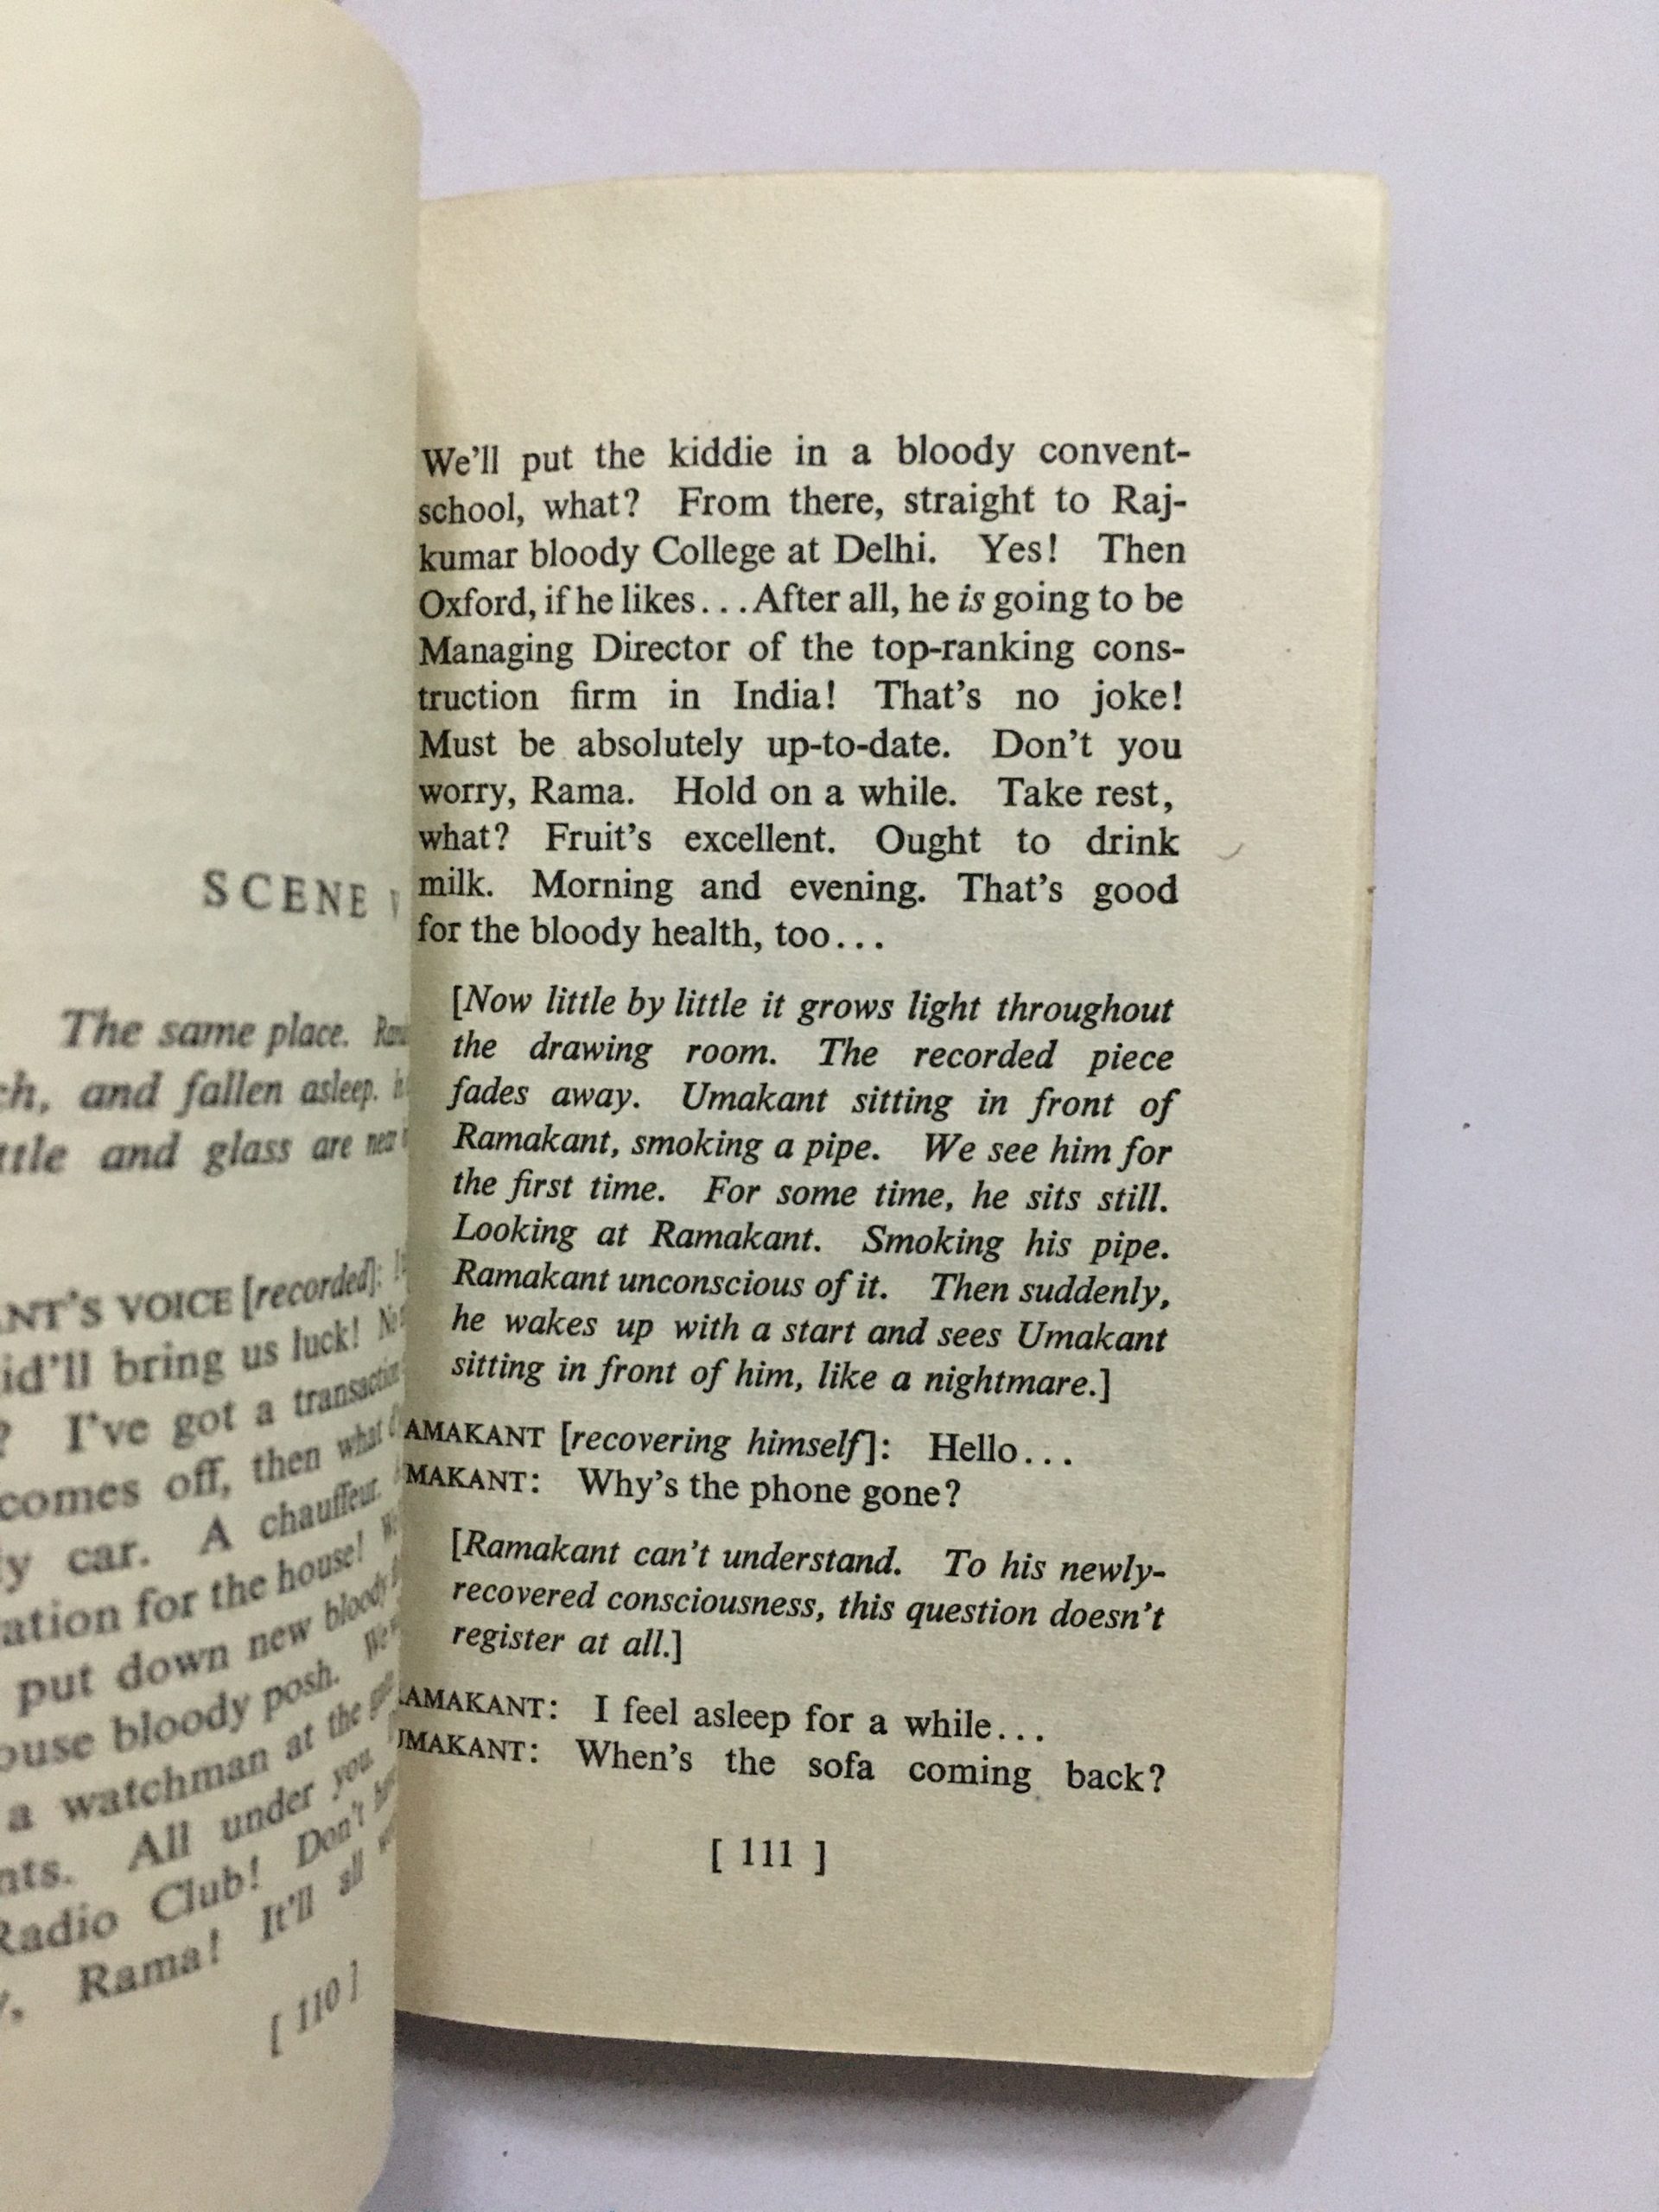 SCENE
The same place.
and fallen asleep.
and glass are near
VOICE [recorded]:
bring us luck!
I've got a
comes off, then what
car. A chauffeur.
for the house!
put down new bloody
bloody posh.
a watchman at the
All under you
Radio Club! Don't
Rama! It'll all
[ 110 ]
We'll put the kiddie in a bloody convent-
school, what? From there, straight to Raj-
kumar bloody College at Delhi. Yes! Then
Oxford, if he likes...After all, he is going to be
Managing Director of the top-ranking cons-
truction firm in India! That's no joke!
Must be absolutely up-to-date. Don't you
worry, Rama. Hold on a while. Take rest,
what? Fruit's excellent. Ought to drink
milk. Morning and evening. That's good
for the bloody health, too...
[Now little by little it grows light throughout
the drawing room. The recorded piece
fades away. Umakant sitting in front of
Ramakant, smoking a pipe. We see him for
the first time. For some time, he sits still.
Looking at Ramakant. Smoking his pipe.
Ramakant unconscious of it. Then suddenly,
he wakes up with a start and sees Umakant
sitting in front of him, like a nightmare.]
AMAKANT [recovering himself]: Hello...
MAKANT: Why's the phone gone?
[Ramakant can't understand. To his newly-
recovered consciousness, this question doesn't
register at all.]
AMAKANT: I feel asleep for a while...
UMAKANT: When's the sofa coming back?
[ 111 ]